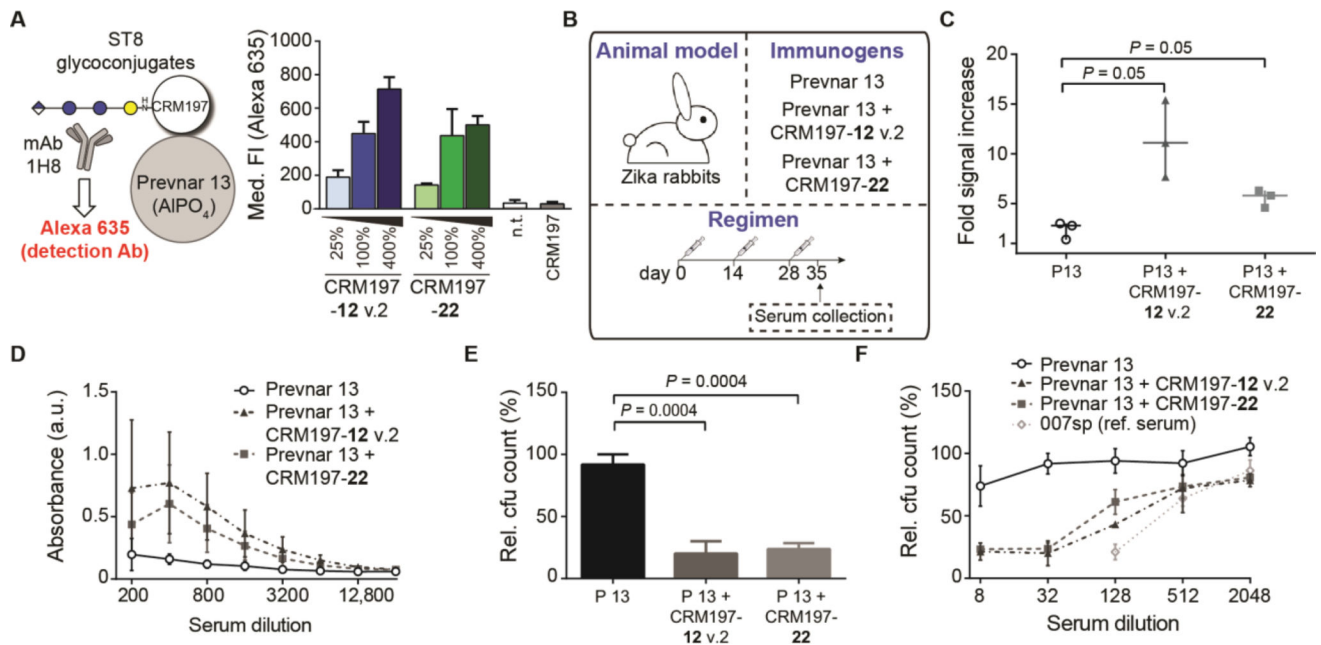 A
ST8
glycoconjugates
HN
CRM197
mAb
1H8
Prevnar 13
(AlPO4)
Alexa 635
(detection Ab)
Med. FI (Alexa 635)
1000
800
600
400
200
0
25%
100%
400%
25%
100%
400%
n.t.
CRM197
CRM197
-12 v.2
CRM197
-22
B
Animal model
Zika rabbits
Immunogens
Prevnar 13
Prevnar 13 +
CRM197-12 v.2
Prevnar 13 +
CRM197-22
Regimen
day 0 14 28 35
Serum collection
C
Fold signal increase
20
15
10
5
1
P = 0.05
P = 0.05
P13
P13 +
CRM197-
12 v.2
P13 +
CRM197-
22
D
Absorbance (a.u.)
1.5
1.0
0.5
0
200 800 3200 12,800
Serum dilution
Prevnar 13
Prevnar 13 +
CRM197-12 v.2
Prevnar 13 +
CRM197-22
E
Rel. cfu count (%)
150
100
50
0
P = 0.0004
P = 0.0004
P 13
P 13 +
CRM197-
12 v.2
P 13 +
CRM197-
22
F
Prevnar 13
Prevnar 13 + CRM197-12 v.2
Prevnar 13 + CRM197-22
007sp (ref. serum)
Rel. cfu count (%)
150
100
50
0
8 32 128 512 2048
Serum dilution